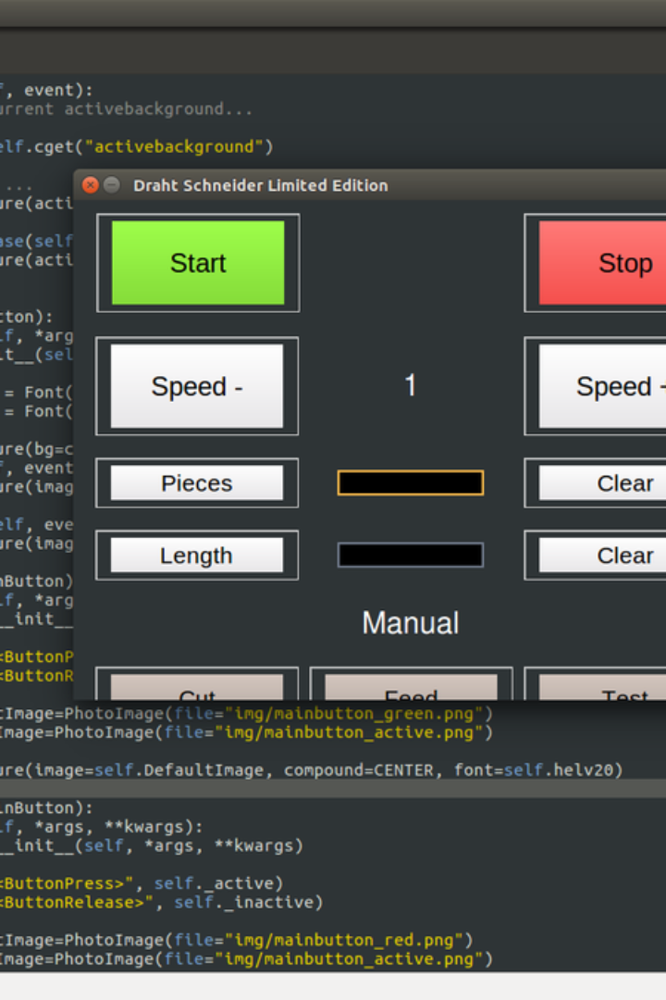 f, event):
urrent activebackground...
elf.cget("activebackground")
...
ure(acti
ase(self
ure(acti
Draht Schneider Limited Edition
Start
Stop
tton):
f, *arg
it__(sel
Speed -
1
Speed +
= Font(
= Font(
ure(bg=c
f, event
ure(imag
Pieces
Clear
elf, eve
ure(imag
Length
Clear
nButton)
lf, *arg
__init__
Manual
<ButtonP
<ButtonR
Cut
Feed
Test
tImage=PhotoImage(file="img/mainbutton_green.png")
Image=PhotoImage(file="img/mainbutton_active.png")
ure(image=self.DefaultImage, compound=CENTER, font=self.helv20)
inButton):
lf, *args, **kwargs):
__init__(self, *args, **kwargs)
<ButtonPress>", self._active)
<ButtonRelease>", self._inactive)
tImage=PhotoImage(file="img/mainbutton_red.png")
Image=PhotoImage(file="img/mainbutton_active.png")